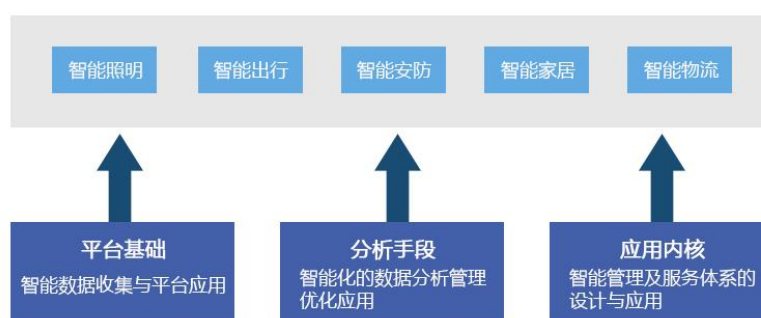 智能照明 智能出行 智能安防 智能家居 智能物流
平台基础
智能数据收集与平台应用
分析手段
智能化的数据分析管理
优化应用
应用内核
智能管理及服务体系的
设计与应用